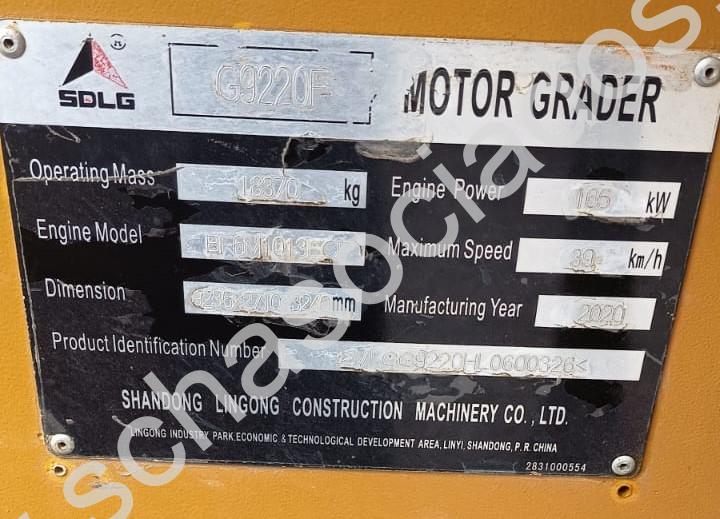 SDLG
G9220F
MOTOR GRADER
Operating Mass kg
Engine Power 165 kW
Engine Model
Maximum Speed 39 km/h
Dimension mm
Manufacturing Year 2020
Product Identification Number
SHANDONG LINGONG CONSTRUCTION MACHINERY CO., LTD.
LINGONG INDUSTRY PARK.ECONOMIC & TECHNOLOGICAL DEVELOPMENT AREA, LINYI, SHANDONG, P. R. CHINA
2831000554